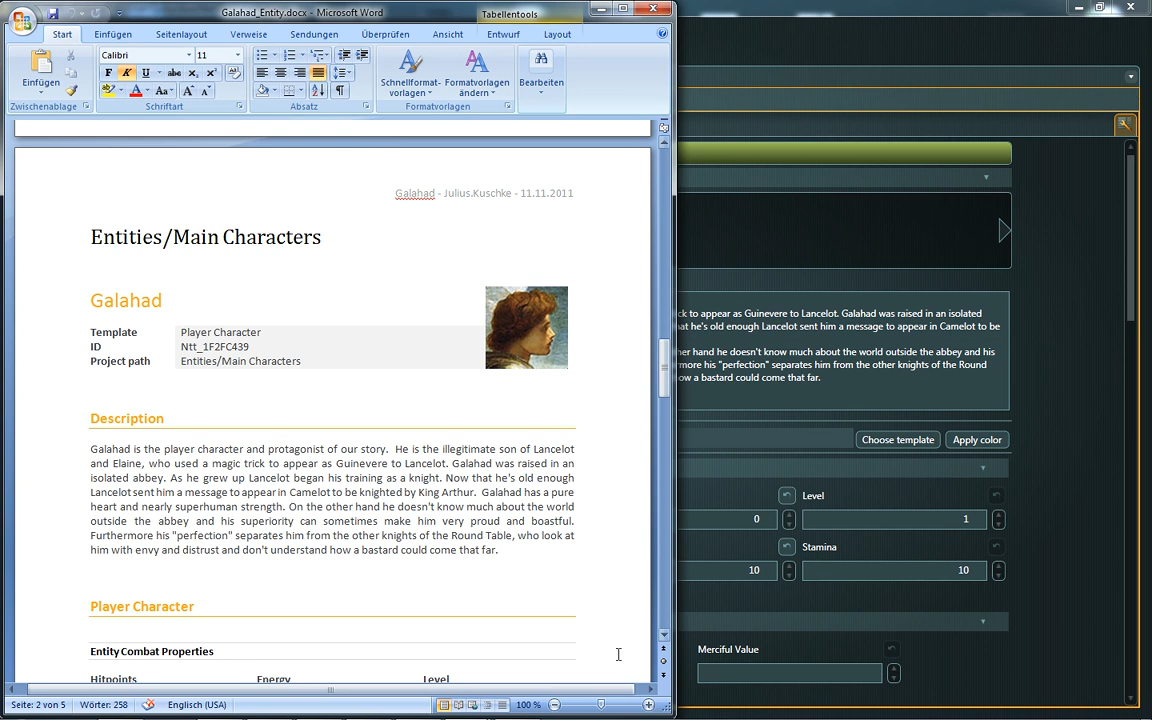 Galahad_Entity.docx - Microsoft Word
Tabellentools
Start
Einfügen
Seitenlayout
Verweise
Sendungen
Überprüfen
Ansicht
Entwurf
Layout
Einfügen
Calibri
11
F K U abc x₂ x²
ab A Aa A A
Schnellformat-
vorlagen
Formatvorlagen
ändern
Bearbeiten
Zwischenablage
Schriftart
Absatz
Formatvorlagen
Galahad - Julius.Kuschke - 11.11.2011
Entities/Main Characters
Galahad
Template Player Character
ID Ntt_1F2FC439
Project path Entities/Main Characters
Description
Galahad is the player character and protagonist of our story. He is the illegitimate son of Lancelot
and Elaine, who used a magic trick to appear as Guinevere to Lancelot. Galahad was raised in an
isolated abbey. As he grew up Lancelot began his training as a knight. Now that he's old enough
Lancelot sent him a message to appear in Camelot to be knighted by King Arthur. Galahad has a pure
heart and nearly superhuman strength. On the other hand he doesn't know much about the world
outside the abbey and his superiority can sometimes make him very proud and boastful.
Furthermore his "perfection" separates him from the other knights of the Round Table, who look at
him with envy and distrust and don't understand how a bastard could come that far.
Player Character
Entity Combat Properties
Hitpoints Energy Level
Seite: 2 von 5
Wörter: 258
Englisch (USA)
100 %
ck to appear as Guinevere to Lancelot. Galahad was raised in an isolated
at he's old enough Lancelot sent him a message to appear in Camelot to be
her hand he doesn't know much about the world outside the abbey and his
more his "perfection" separates him from the other knights of the Round
ow a bastard could come that far.
Choose template
Apply color
Level
0
1
Stamina
10
10
Merciful Value